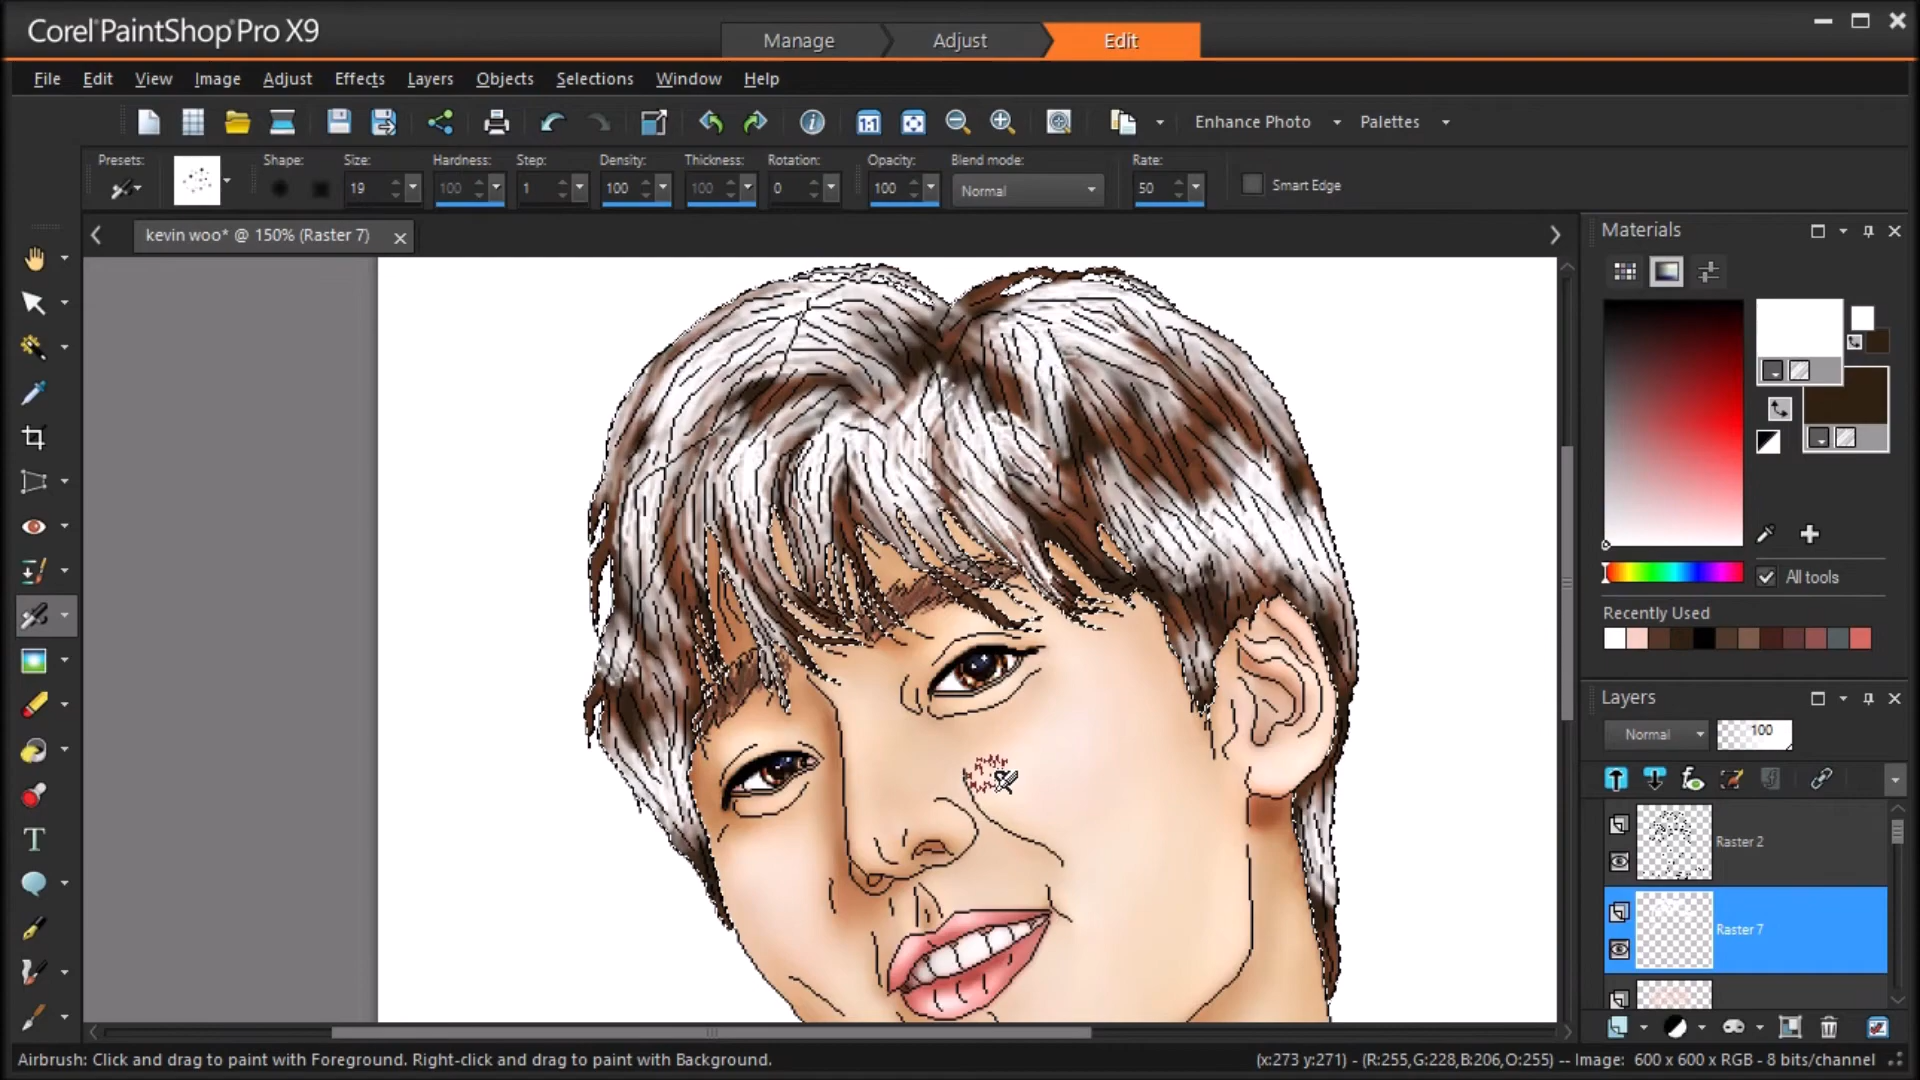 Corel PaintShop Pro X9
Manage Adjust Edit
File Edit View Image Adjust Effects Layers Objects Selections Window Help
1:1 Enhance Photo Palettes
Presets: Shape: Size: Hardness: Step: Density: Thickness: Rotation: Opacity: Blend mode: Rate:
19 100 1 100 100 0 100 Normal 50 Smart Edge
kevin woo* @ 150% (Raster 7)
Materials
All tools
Recently Used
Layers
Normal 100
Raster 2
Raster 7
T
Airbrush: Click and drag to paint with Foreground. Right-click and drag to paint with Background. (x:273 y:271) - (R:255,G:228,B:206,O:255) -- Image: 600 x 600 x RGB - 8 bits/channel